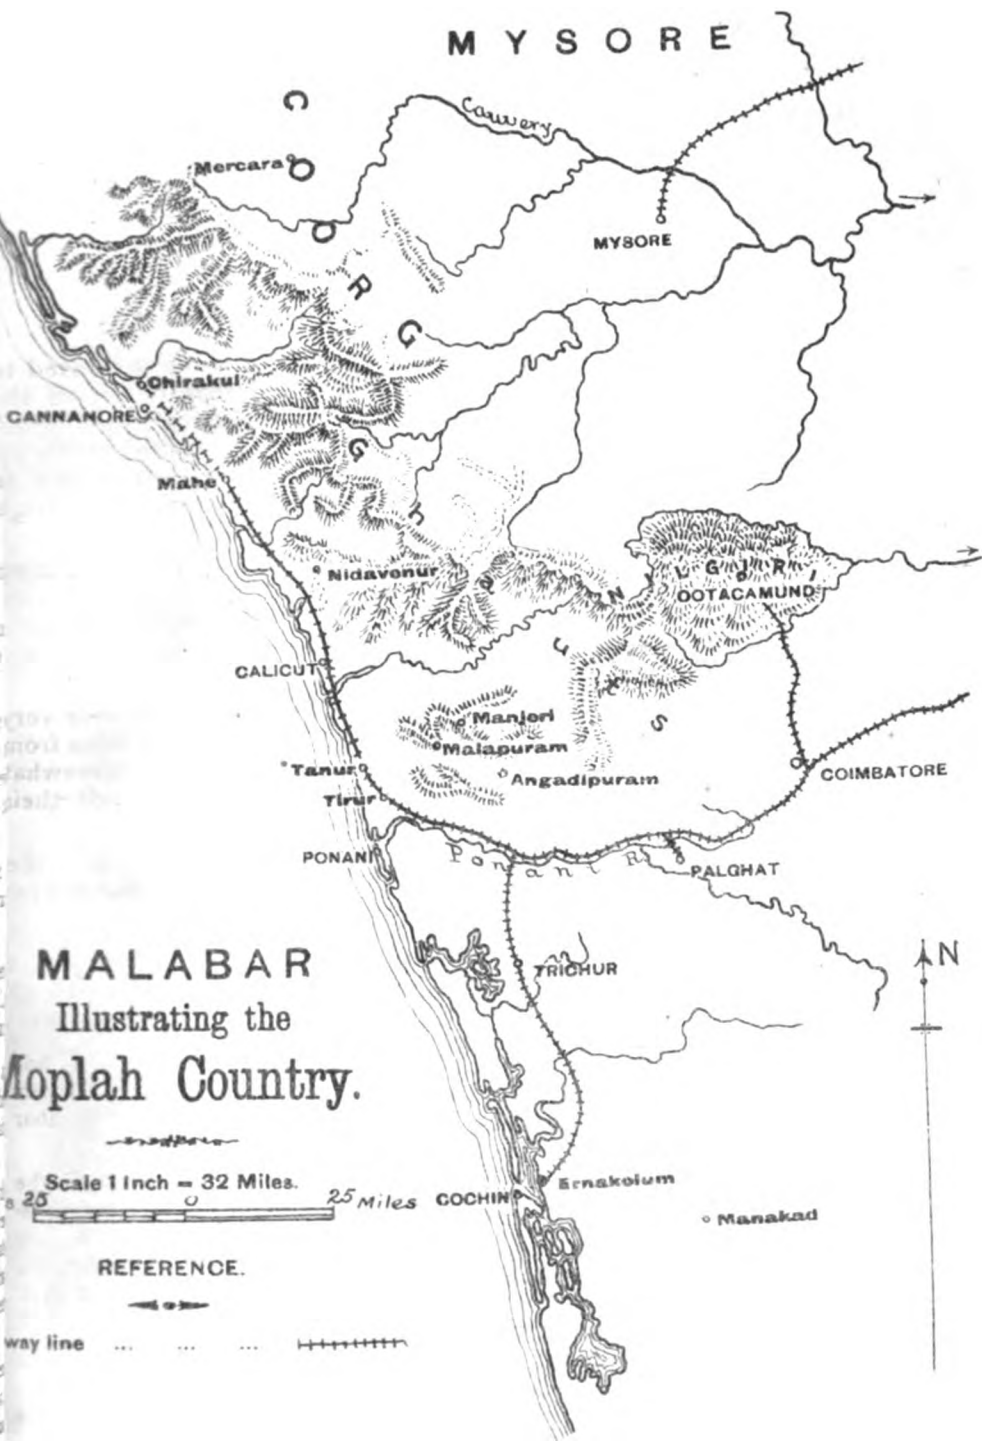 MYSORE
Cauvery
COORG
Mercara
MYSORE
Chirakul
CANNANORE
Mahe
Ghats
Nidavonur
NILGIRI
OOTACAMUND
CALICUT
Manjeri
Malapuram
Angadipuram
Tanur
Tirur
COIMBATORE
PONANI
Ponani R.
PALGHAT
TRICHUR
N
MALABAR
Illustrating the
Moplah Country.
Scale 1 Inch = 32 Miles.
25 0 25 Miles
COCHIN
Ernakolum
Manakad
REFERENCE.
way line ... ... ...